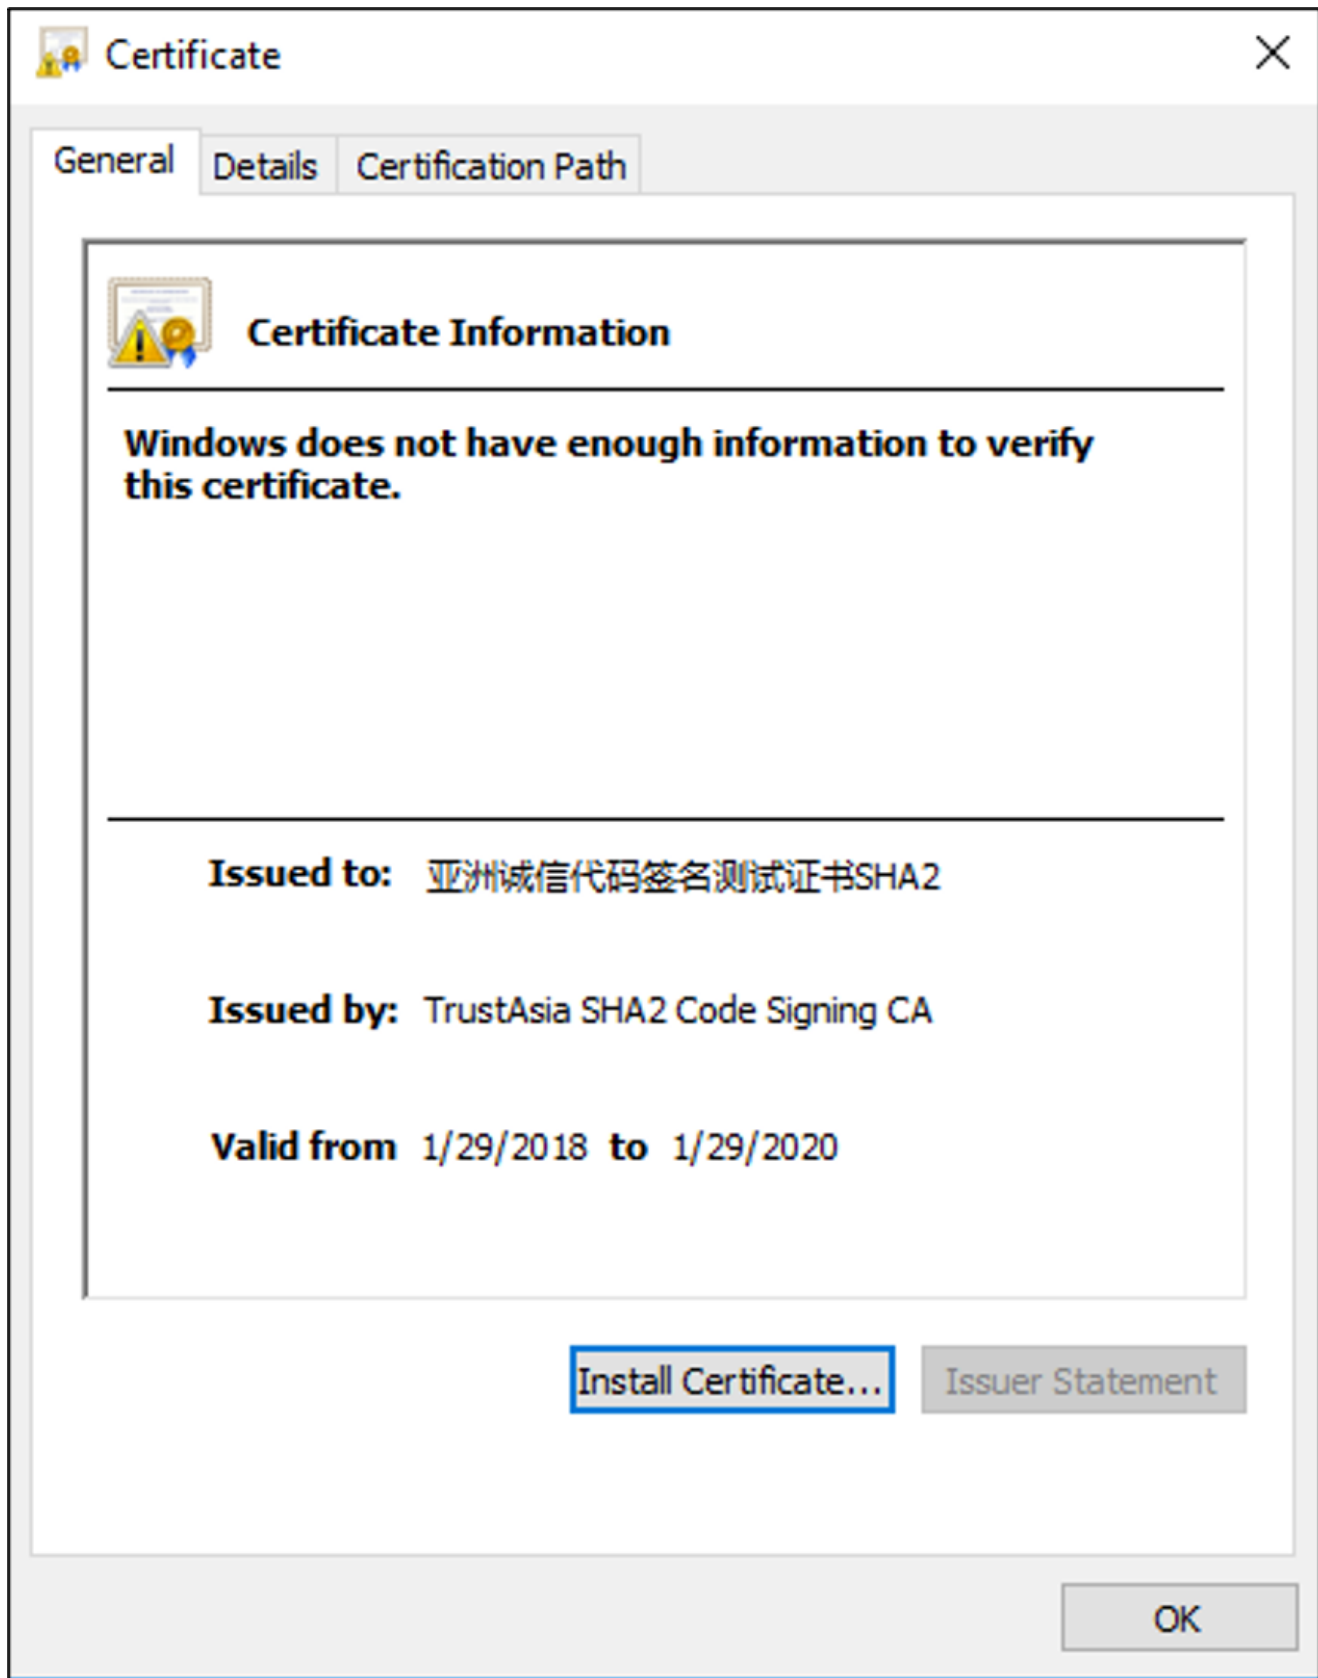 Certificate
General
Details
Certification Path
Certificate Information
Windows does not have enough information to verify
this certificate.
Issued to: 亚洲诚信代码签名测试证书SHA2
Issued by: TrustAsia SHA2 Code Signing CA
Valid from 1/29/2018 to 1/29/2020
Install Certificate...
Issuer Statement
OK